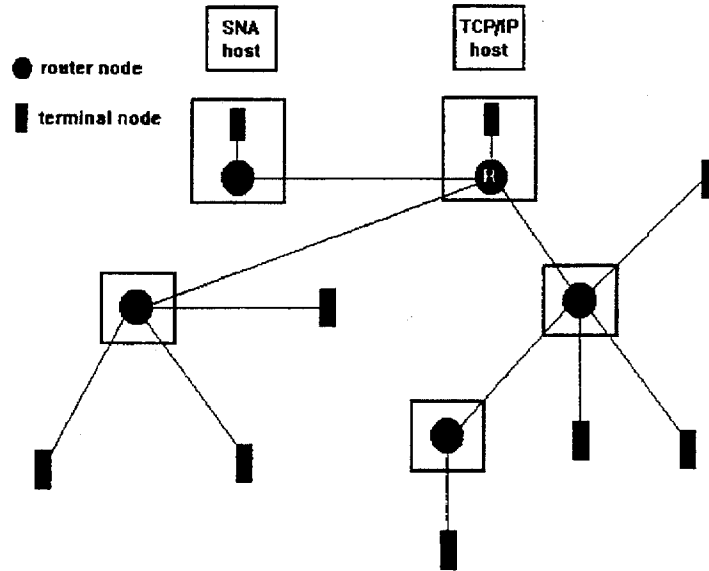 SNA
host
TCP/IP
host
router node
terminal node
R